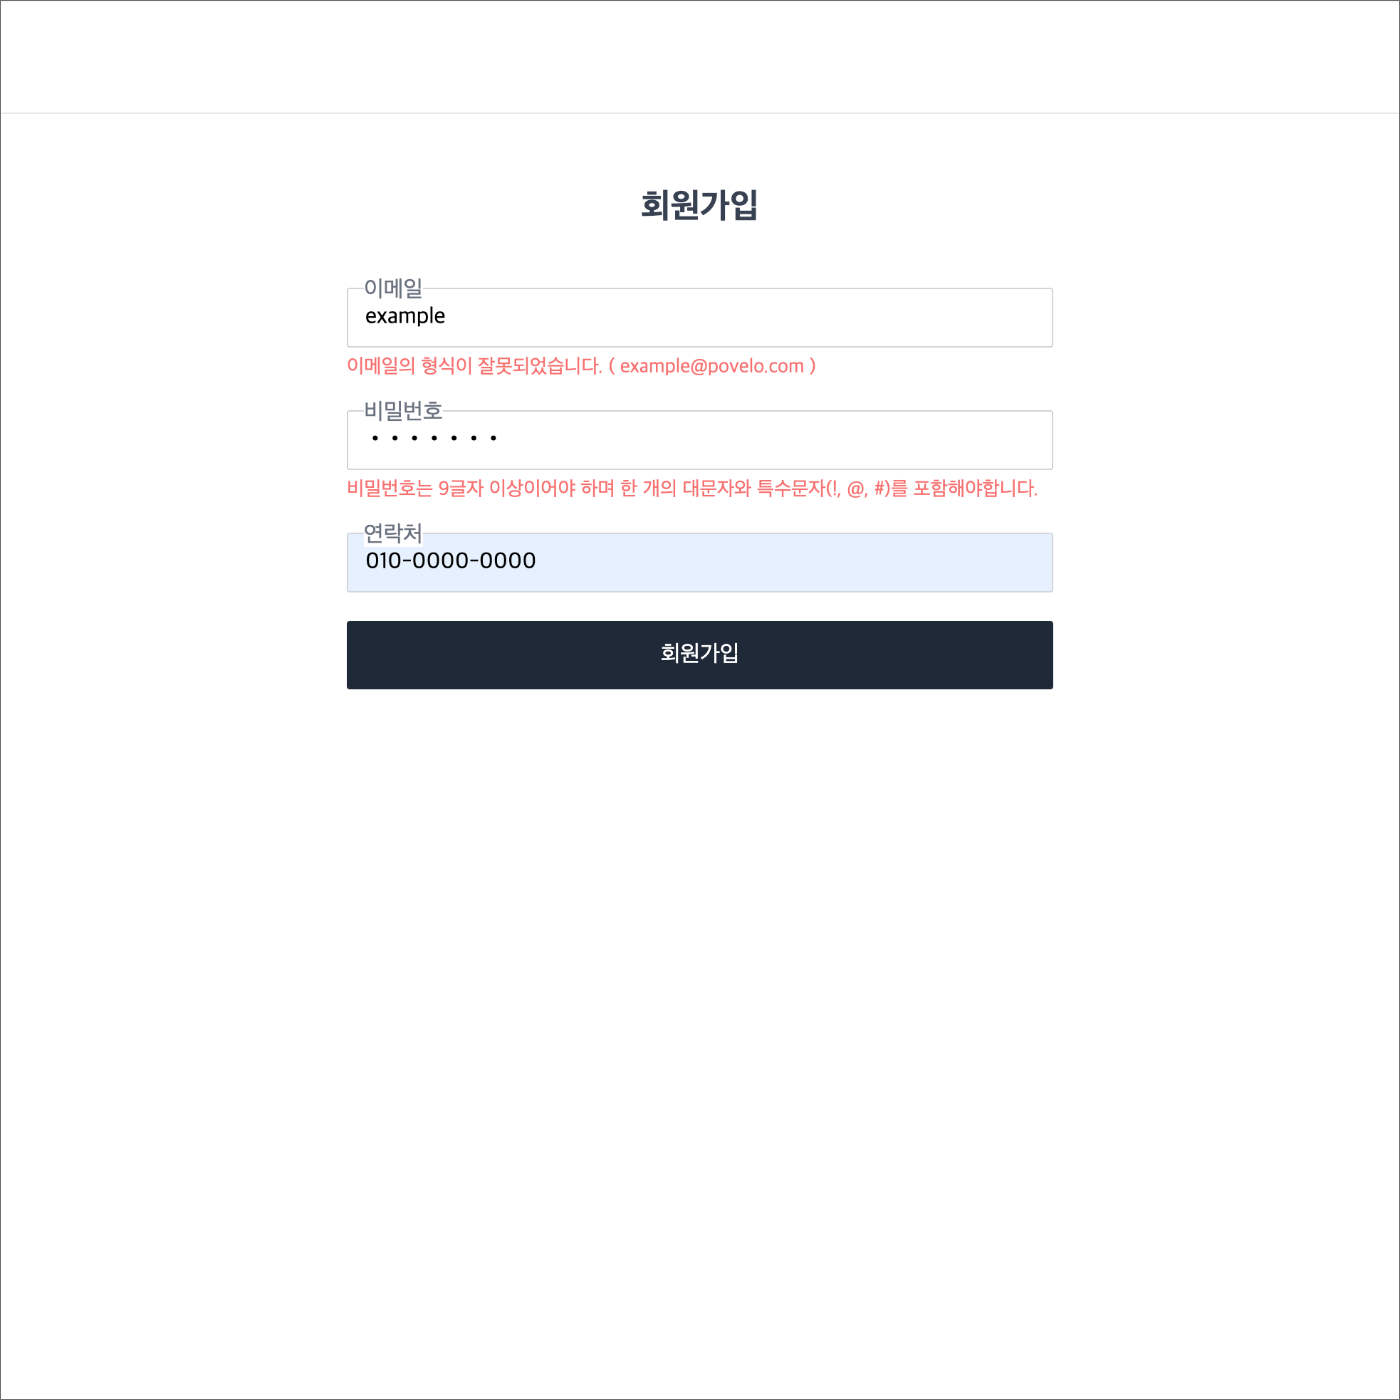 회원가입
이메일
example
이메일의 형식이 잘못되었습니다. ( example@povelo.com )
비밀번호
• • • • • • •
비밀번호는 9글자 이상이어야 하며 한 개의 대문자와 특수문자(!, @, #)를 포함해야합니다.
연락처
010-0000-0000
회원가입